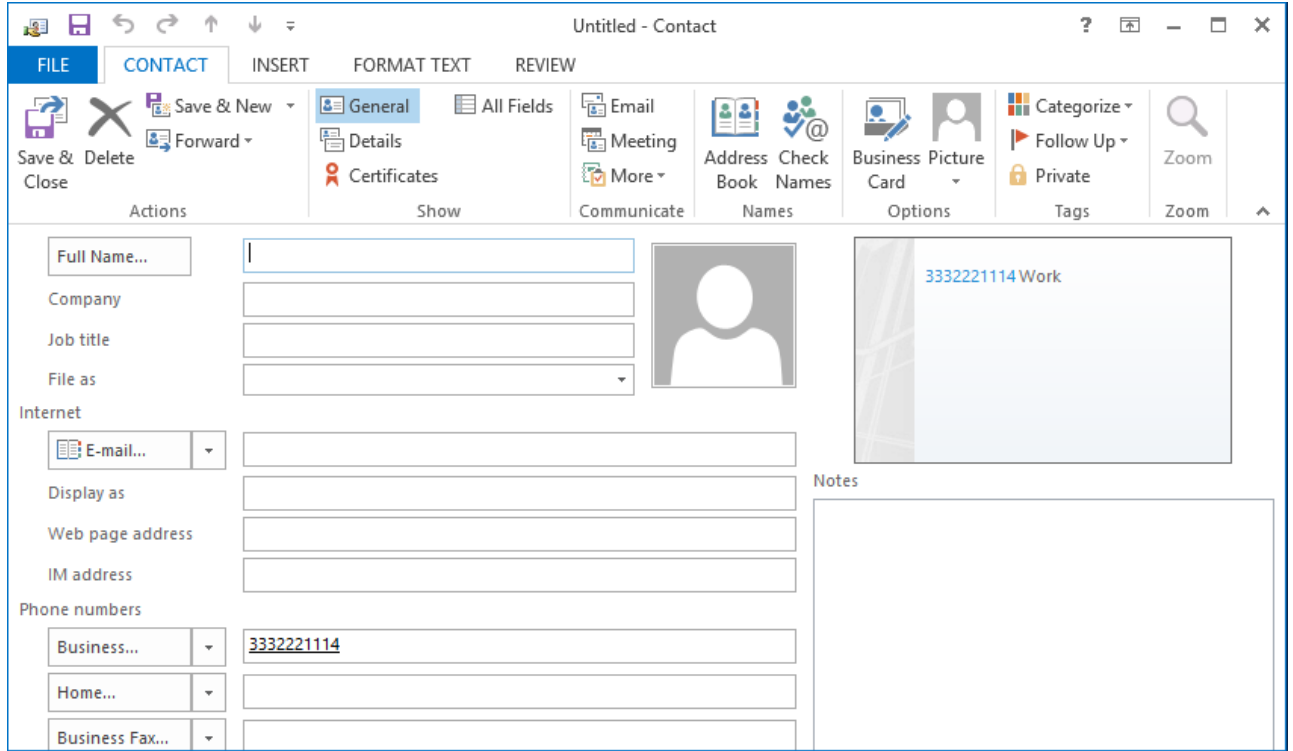 Untitled - Contact
?
FILE CONTACT INSERT FORMAT TEXT REVIEW
Save & Close
Delete
Save & New
Forward
Actions
General
Details
Certificates
All Fields
Show
Email
Meeting
More
Communicate
Address Book
Check Names
Names
Business Card
Picture
Options
Categorize
Follow Up
Private
Tags
Zoom
Zoom
Full Name...
Company
Job title
File as
Internet
E-mail...
Display as
Web page address
IM address
Phone numbers
Business... 3332221114
Home...
Business Fax...
3332221114 Work
Notes